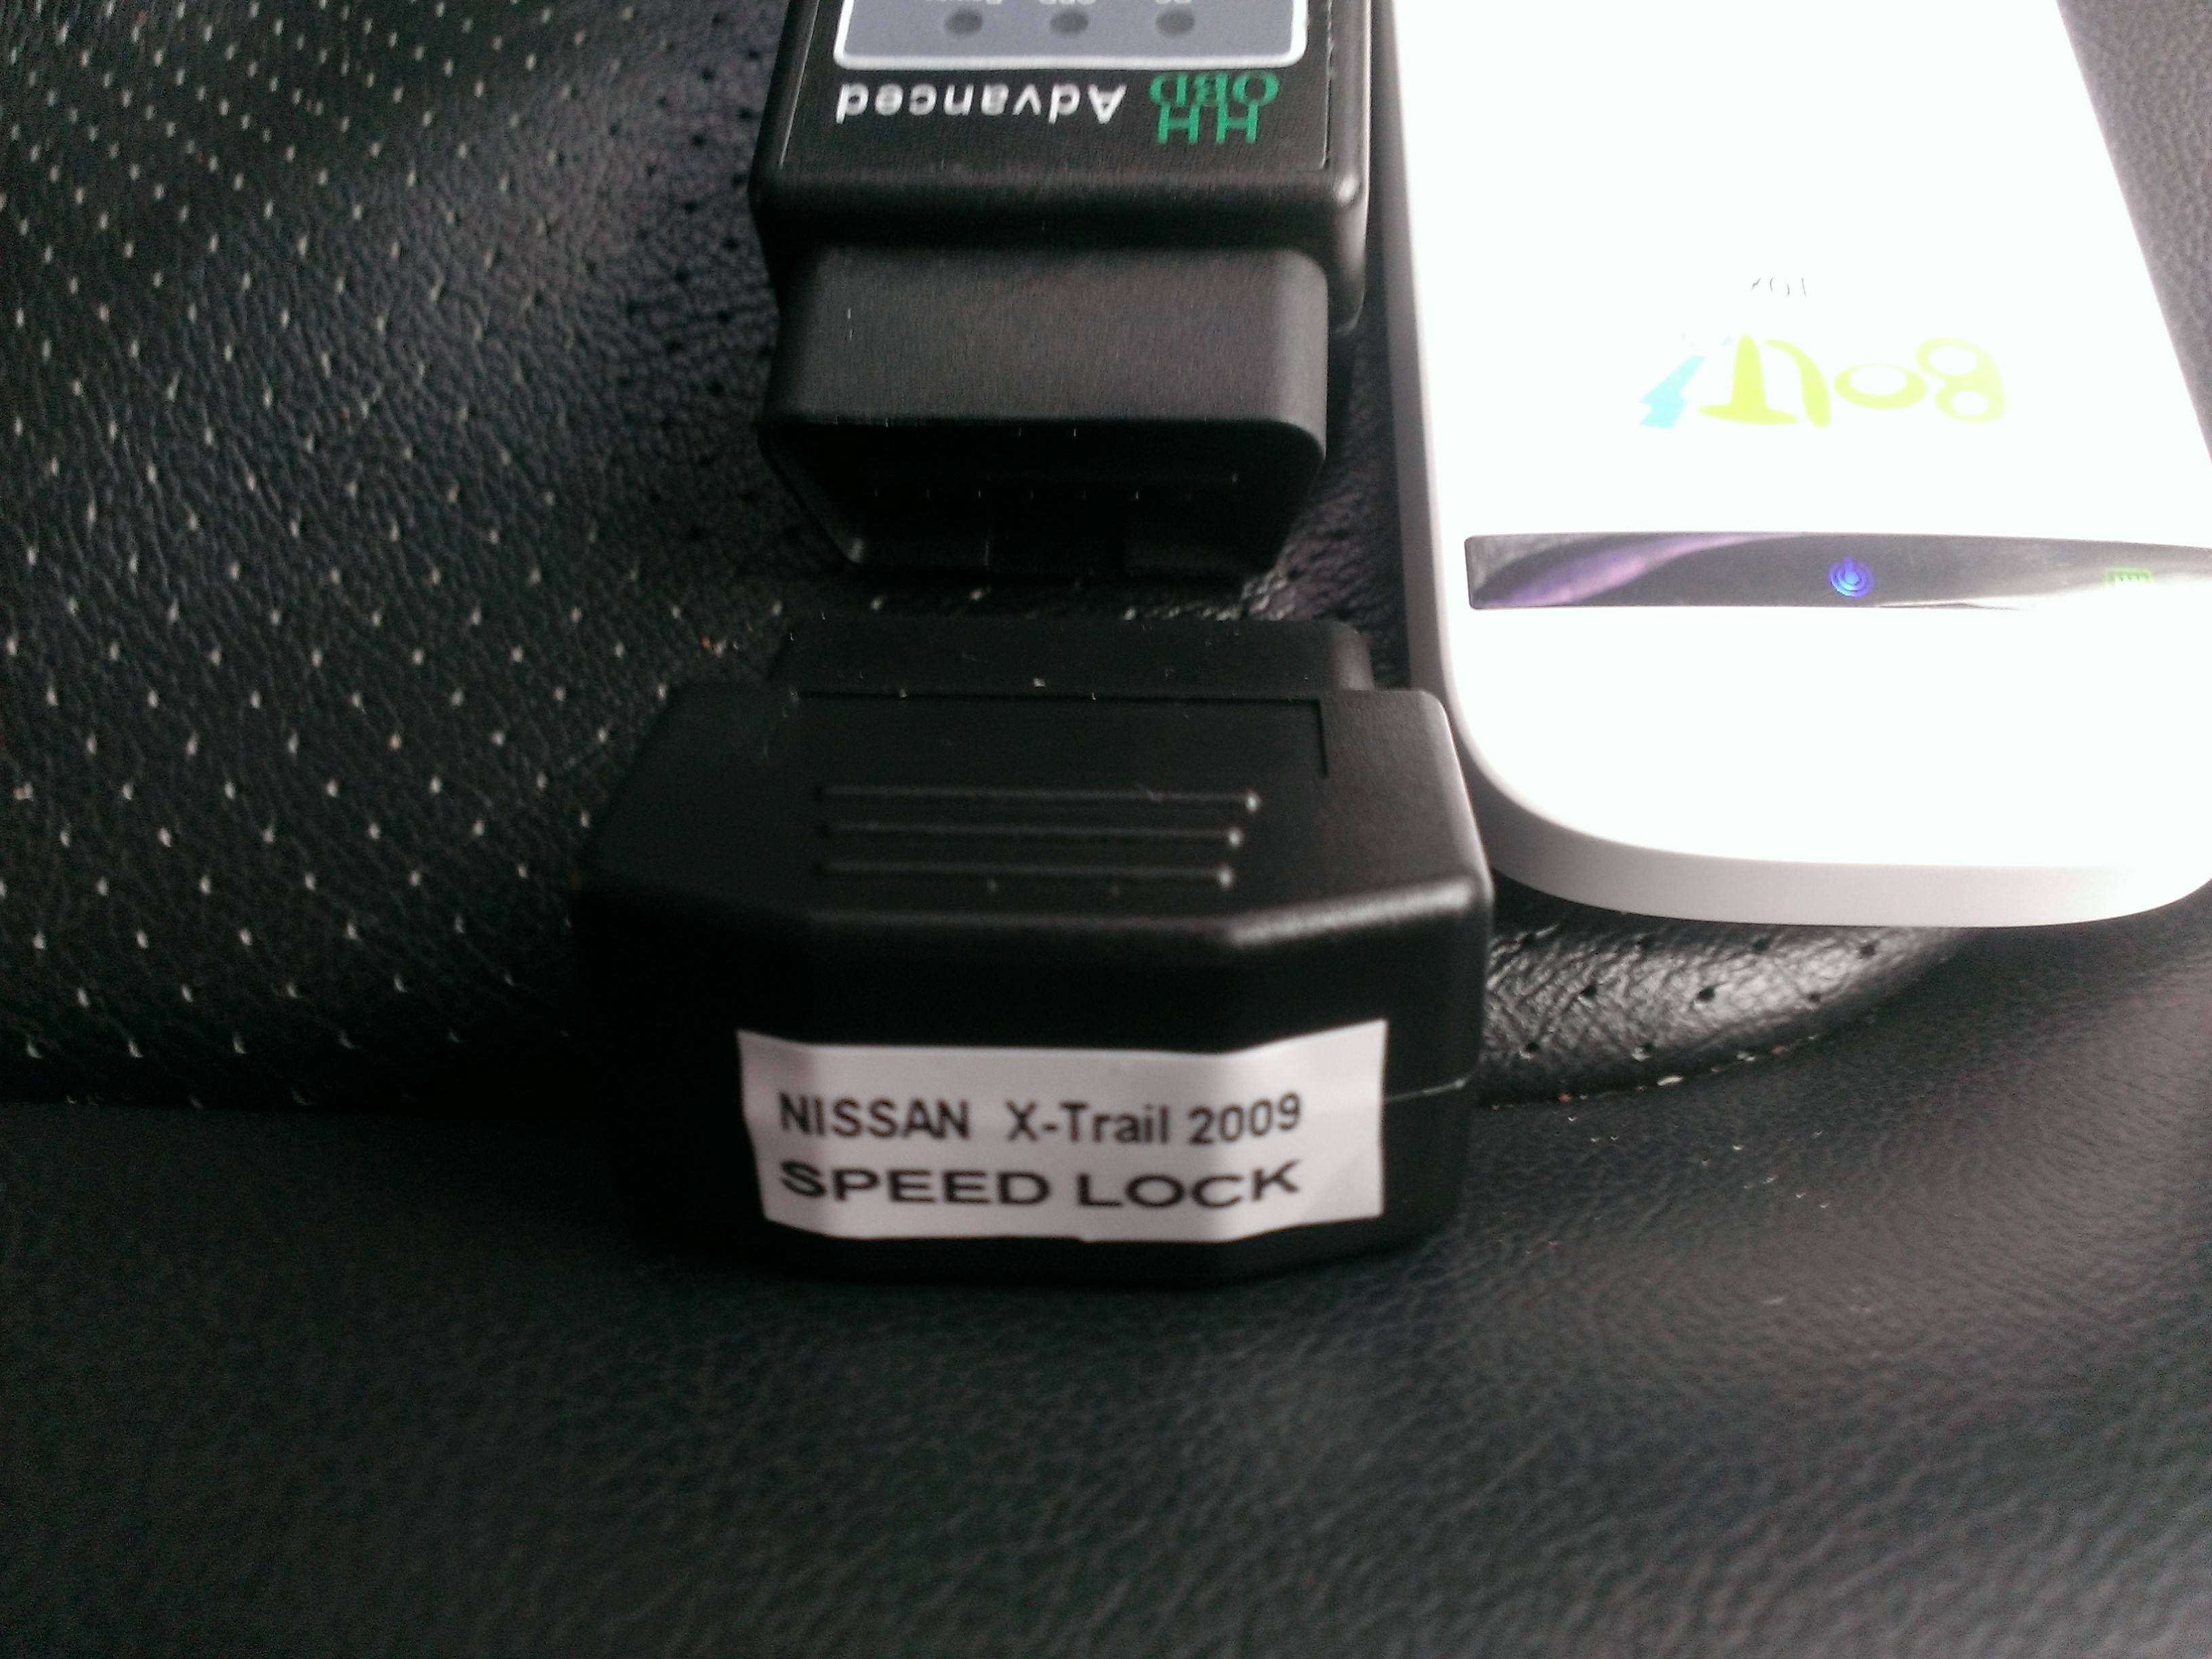 HH
OBD Advanced
BOLT
NISSAN X-Trail 2009
SPEED LOCK